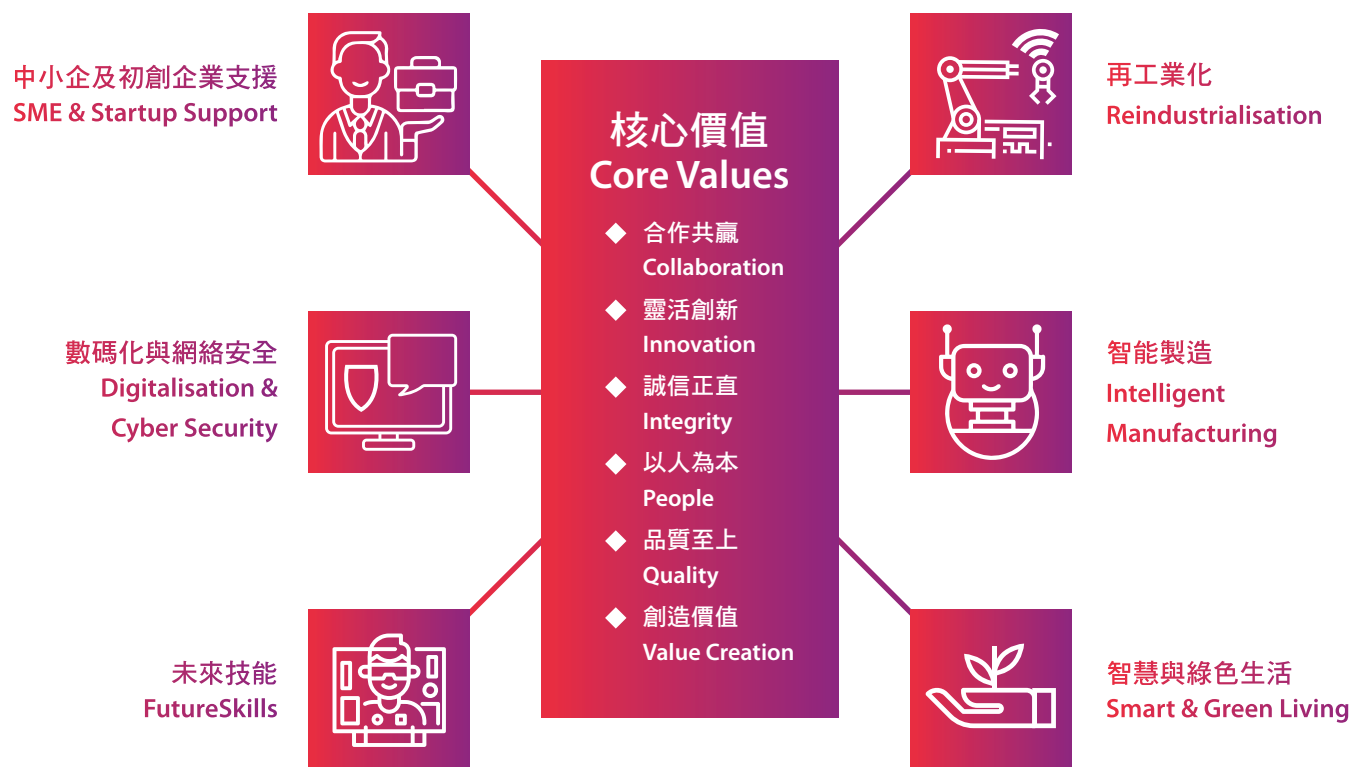 中小企及初創企業支援
SME & Startup Support
數碼化與網絡安全
Digitalisation &
Cyber Security
未來技能
FutureSkills
核心價值
Core Values
◆ 合作共贏
Collaboration
◆ 靈活創新
Innovation
◆ 誠信正直
Integrity
◆ 以人為本
People
◆ 品質至上
Quality
◆ 創造價值
Value Creation
再工業化
Reindustrialisation
智能製造
Intelligent
Manufacturing
智慧與綠色生活
Smart & Green Living